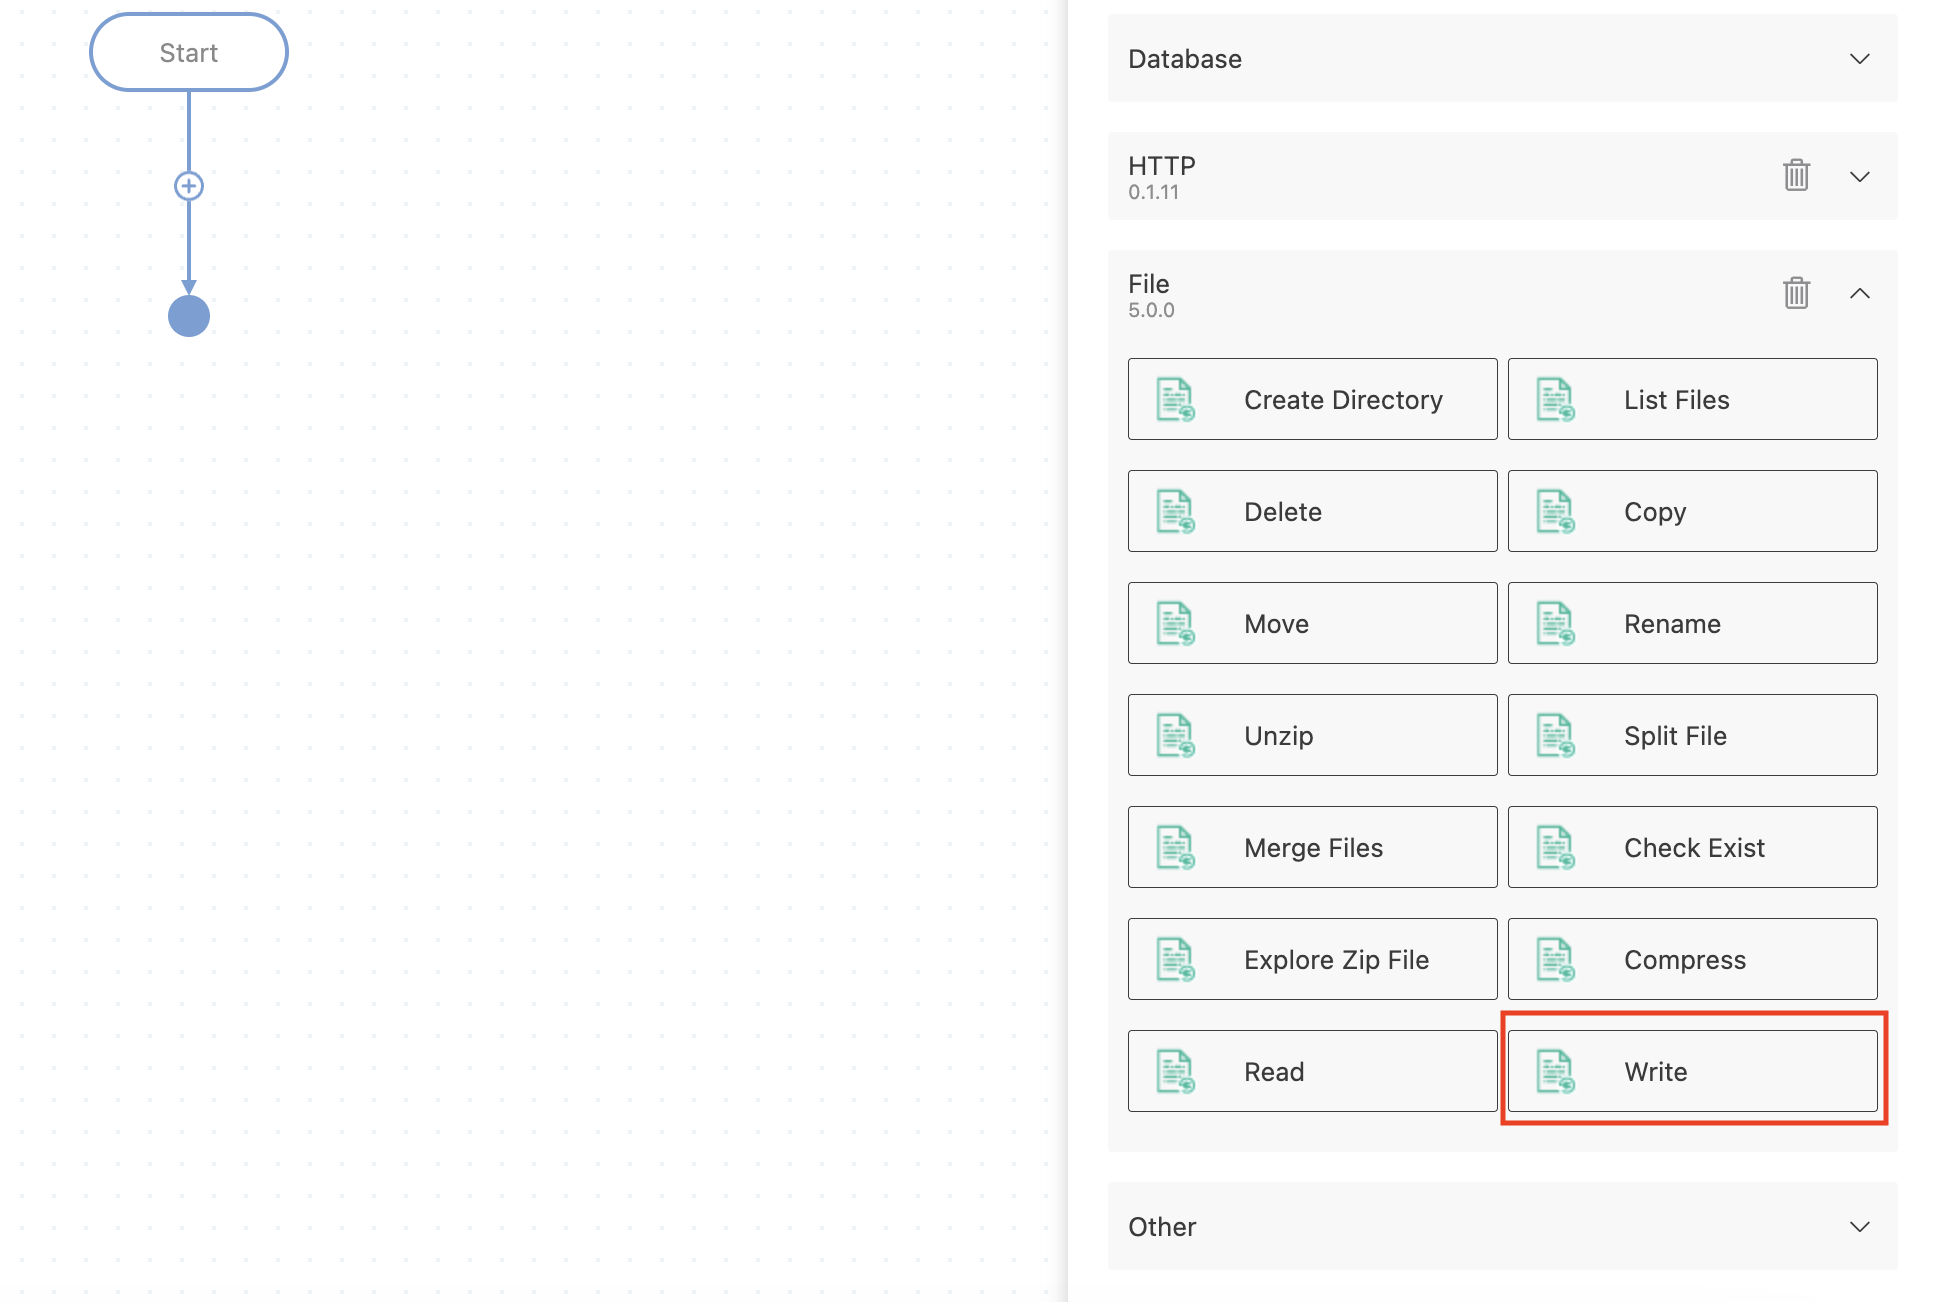 Start
Database
HTTP
0.1.11
File
5.0.0
Create Directory
List Files
Delete
Copy
Move
Rename
Unzip
Split File
Merge Files
Check Exist
Explore Zip File
Compress
Read
Write
Other